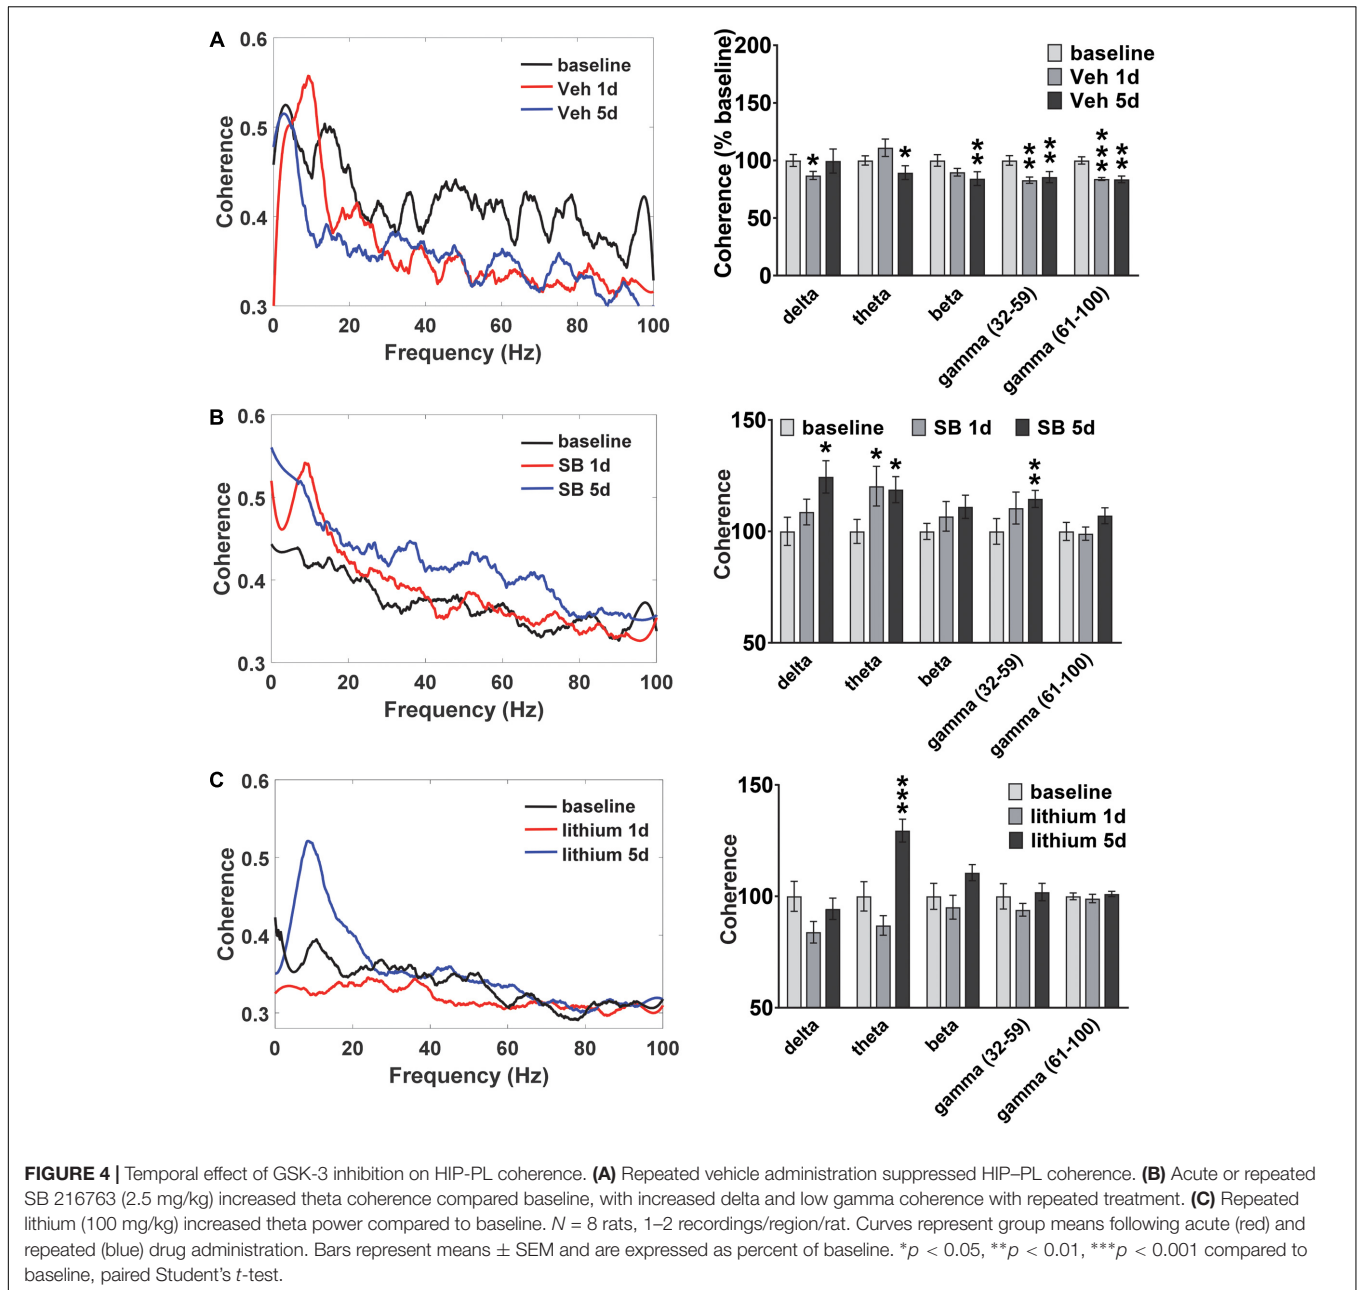 A
0.6
0.5
0.4
0.3
Coherence
baseline
Veh 1d
Veh 5d
0 20 40 60 80 100
Frequency (Hz)
200
150
100
50
0
Coherence (% baseline)
baseline
Veh 1d
Veh 5d
* * ** ** ** *** **
delta theta beta gamma (32-59) gamma (61-100)
B
0.6
0.5
0.4
0.3
Coherence
baseline
SB 1d
SB 5d
0 20 40 60 80 100
Frequency (Hz)
150
100
50
Coherence
baseline SB 1d SB 5d
* * * **
delta theta beta gamma (32-59) gamma (61-100)
C
0.6
0.5
0.4
0.3
Coherence
baseline
lithium 1d
lithium 5d
0 20 40 60 80 100
Frequency (Hz)
150
100
50
Coherence
baseline
lithium 1d
lithium 5d
***
delta theta beta gamma (32-59) gamma (61-100)
FIGURE 4 | Temporal effect of GSK-3 inhibition on HIP-PL coherence. (A) Repeated vehicle administration suppressed HIP–PL coherence. (B) Acute or repeated
SB 216763 (2.5 mg/kg) increased theta coherence compared baseline, with increased delta and low gamma coherence with repeated treatment. (C) Repeated
lithium (100 mg/kg) increased theta power compared to baseline. N = 8 rats, 1–2 recordings/region/rat. Curves represent group means following acute (red) and
repeated (blue) drug administration. Bars represent means ± SEM and are expressed as percent of baseline. *p < 0.05, **p < 0.01, ***p < 0.001 compared to
baseline, paired Student's t-test.